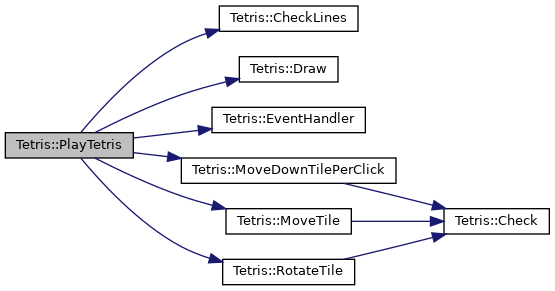 Tetris::CheckLines
Tetris::Draw
Tetris::EventHandler
Tetris::PlayTetris
Tetris::MoveDownTilePerClick
Tetris::MoveTile
Tetris::Check
Tetris::RotateTile